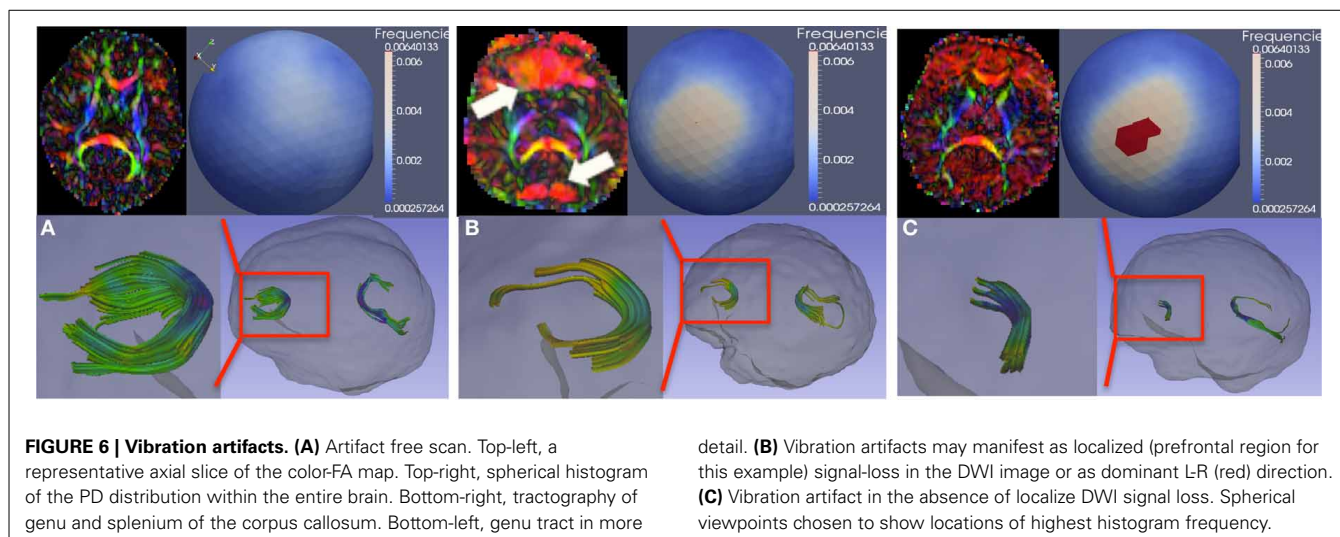 Frequencie
0.00640133
0.006
0.004
0.002
0.000257264
Frequencie
0.00640133
0.006
0.004
0.002
0.000257264
Frequencie
0.00640133
0.006
0.004
0.002
0.000257264
A
B
C
FIGURE 6 | Vibration artifacts. (A) Artifact free scan. Top-left, a
representative axial slice of the color-FA map. Top-right, spherical histogram
of the PD distribution within the entire brain. Bottom-right, tractography of
genu and splenium of the corpus callosum. Bottom-left, genu tract in more
detail. (B) Vibration artifacts may manifest as localized (prefrontal region for
this example) signal-loss in the DWI image or as dominant L-R (red) direction.
(C) Vibration artifact in the absence of localize DWI signal loss. Spherical
viewpoints chosen to show locations of highest histogram frequency.